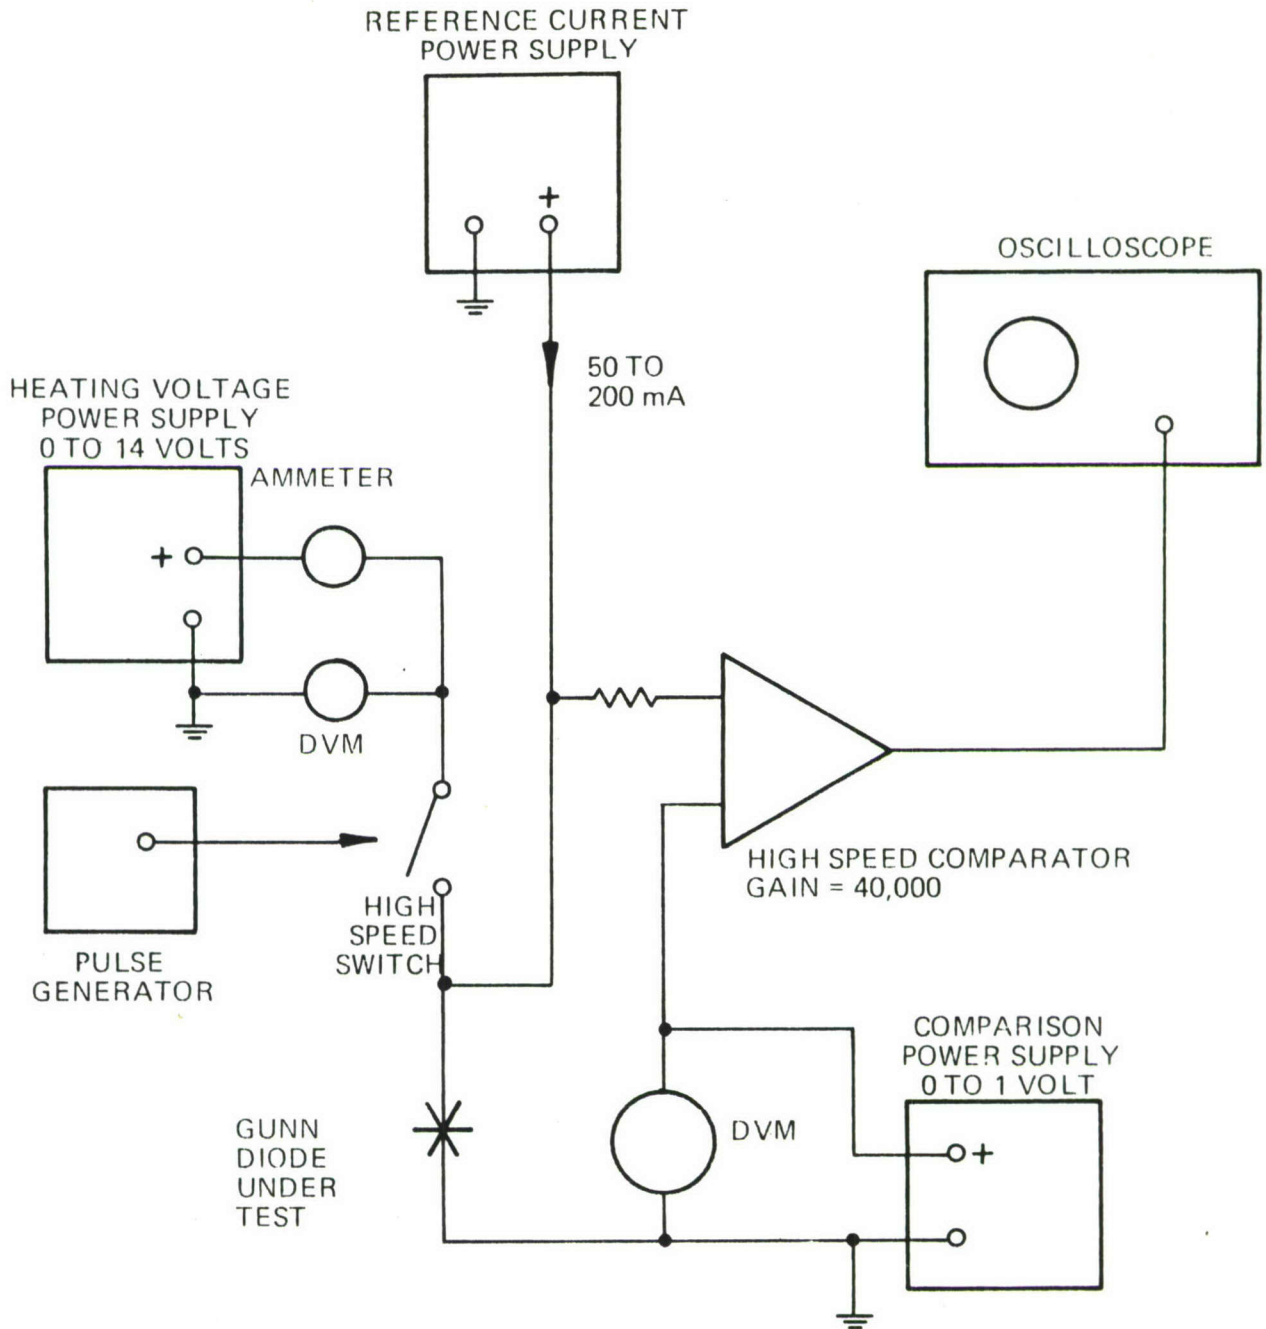 REFERENCE CURRENT
POWER SUPPLY
+
OSCILLOSCOPE
50 TO
200 mA
HEATING VOLTAGE
POWER SUPPLY
0 TO 14 VOLTS
AMMETER
+
DVM
HIGH SPEED COMPARATOR
GAIN = 40,000
HIGH
SPEED
SWITCH
PULSE
GENERATOR
COMPARISON
POWER SUPPLY
0 TO 1 VOLT
GUNN
DIODE
UNDER
TEST
DVM
+